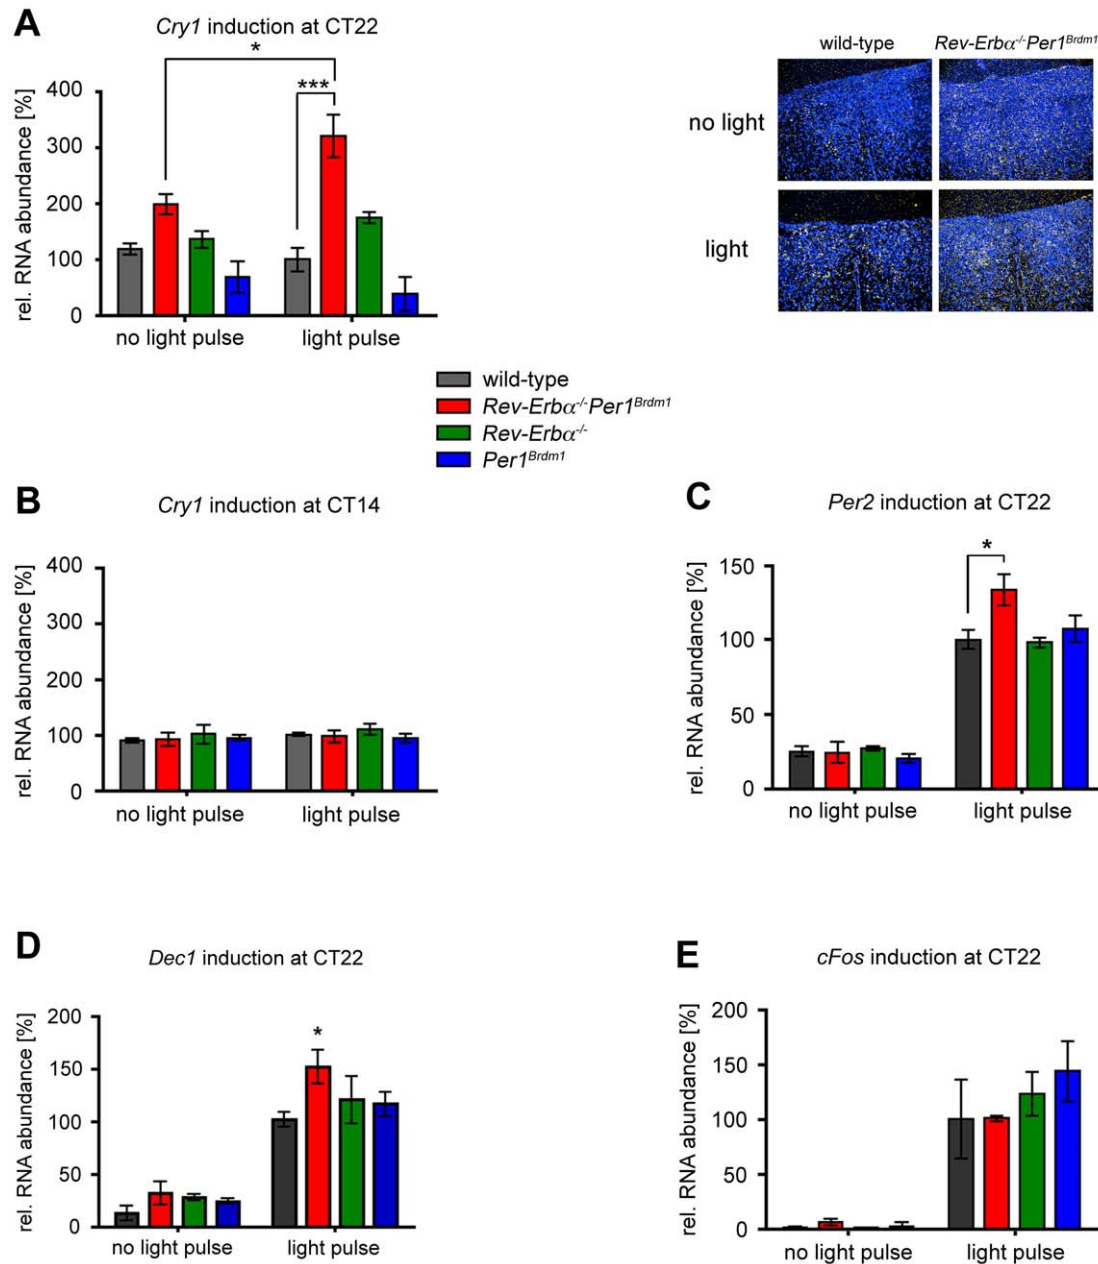 A
Cry1 induction at CT22
*
***
rel. RNA abundance [%]
400
300
200
100
0
no light pulse
light pulse
wild-type
Rev-Erbα-/-Per1Brdm1
no light
light
wild-type
Rev-Erbα-/-Per1Brdm1
Rev-Erbα-/-
Per1Brdm1
B
Cry1 induction at CT14
rel. RNA abundance [%]
400
300
200
100
0
no light pulse
light pulse
C
Per2 induction at CT22
*
rel. RNA abundance [%]
150
100
50
0
no light pulse
light pulse
D
Dec1 induction at CT22
*
rel. RNA abundance [%]
200
150
100
50
0
no light pulse
light pulse
E
cFos induction at CT22
rel. RNA abundance [%]
200
150
100
50
0
no light pulse
light pulse